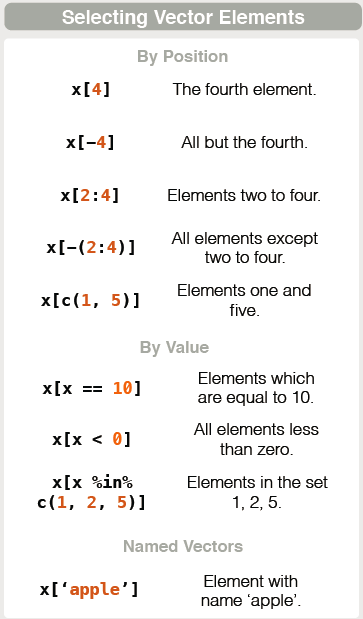 Selecting Vector Elements
By Position
x[4] The fourth element.
x[-4] All but the fourth.
x[2:4] Elements two to four.
x[-(2:4)] All elements except
two to four.
x[c(1, 5)] Elements one and
five.
By Value
x[x == 10] Elements which
are equal to 10.
x[x < 0] All elements less
than zero.
x[x %in%
c(1, 2, 5)] Elements in the set
1, 2, 5.
Named Vectors
x[‘apple’] Element with
name ‘apple’.